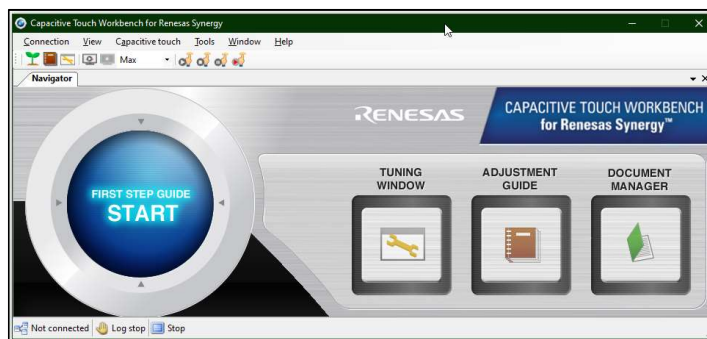 Capacitive Touch Workbench for Renesas Synergy
Connection View Capacitive touch Tools Window Help
Max
Navigator
RENESAS
CAPACITIVE TOUCH WORKBENCH
for Renesas Synergy™
FIRST STEP GUIDE
START
TUNING
WINDOW
ADJUSTMENT
GUIDE
DOCUMENT
MANAGER
Not connected Log stop Stop